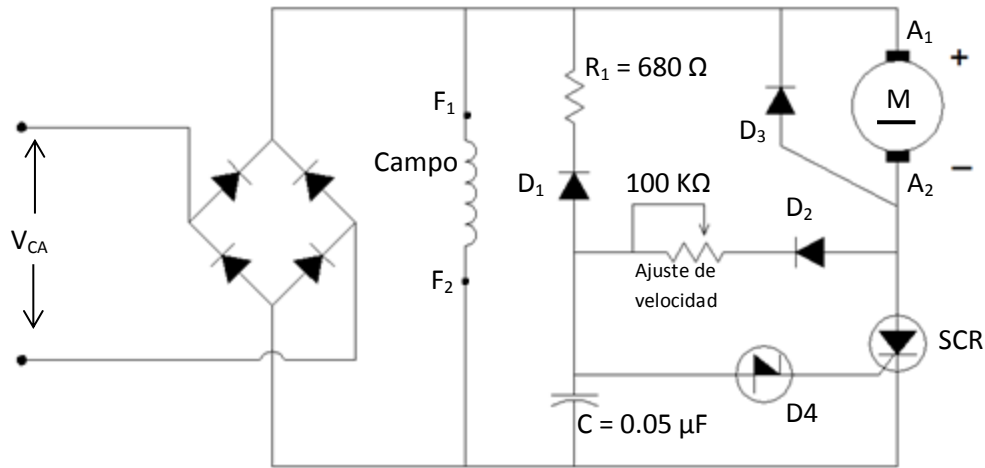 A₁
R₁ = 680 Ω
+
F₁
M
D₃
Campo
D₁
100 KΩ
A₂
−
D₂
V_CA
F₂
Ajuste de
velocidad
SCR
D4
C = 0.05 µF